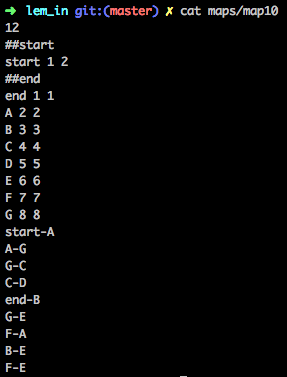 ➜ lem_in git:(master) ✗ cat maps/map10
12
##start
start 1 2
##end
end 1 1
A 2 2
B 3 3
C 4 4
D 5 5
E 6 6
F 7 7
G 8 8
start-A
A-G
G-C
C-D
end-B
G-E
F-A
B-E
F-E